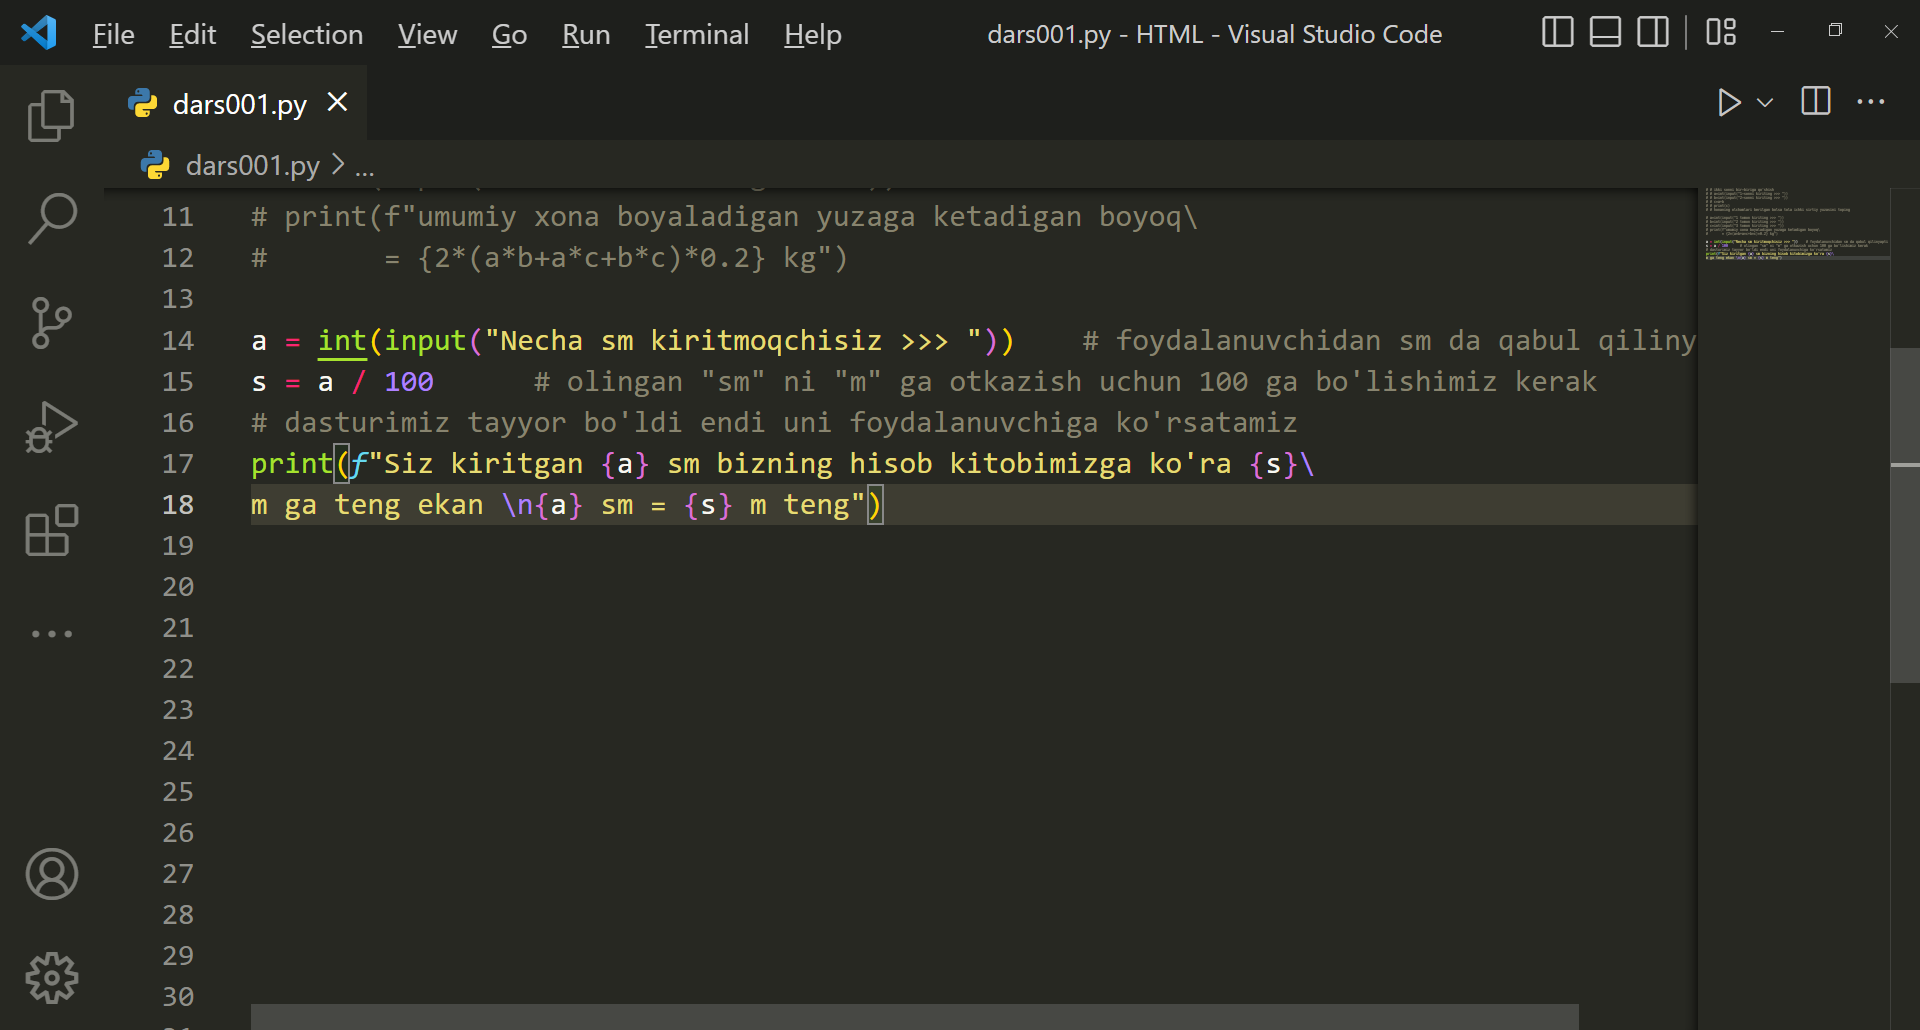 File Edit Selection View Go Run Terminal Help dars001.py - HTML - Visual Studio Code
dars001.py
dars001.py > ...
11 # print(f"umumiy xona boyaladigan yuzaga ketadigan boyoq\
12 #       = {2*(a*b+a*c+b*c)*0.2} kg")
13
14 a = int(input("Necha sm kiritmoqchisiz >>> "))    # foydalanuvchidan sm da qabul qiliny
15 s = a / 100      # olingan "sm" ni "m" ga otkazish uchun 100 ga bo'lishimiz kerak
16 # dasturimiz tayyor bo'ldi endi uni foydalanuvchiga ko'rsatamiz
17 print(f"Siz kiritgan {a} sm bizning hisob kitobimizga ko'ra {s}\
18 m ga teng ekan \n{a} sm = {s} m teng")
19
20
21
22
23
24
25
26
27
28
29
30